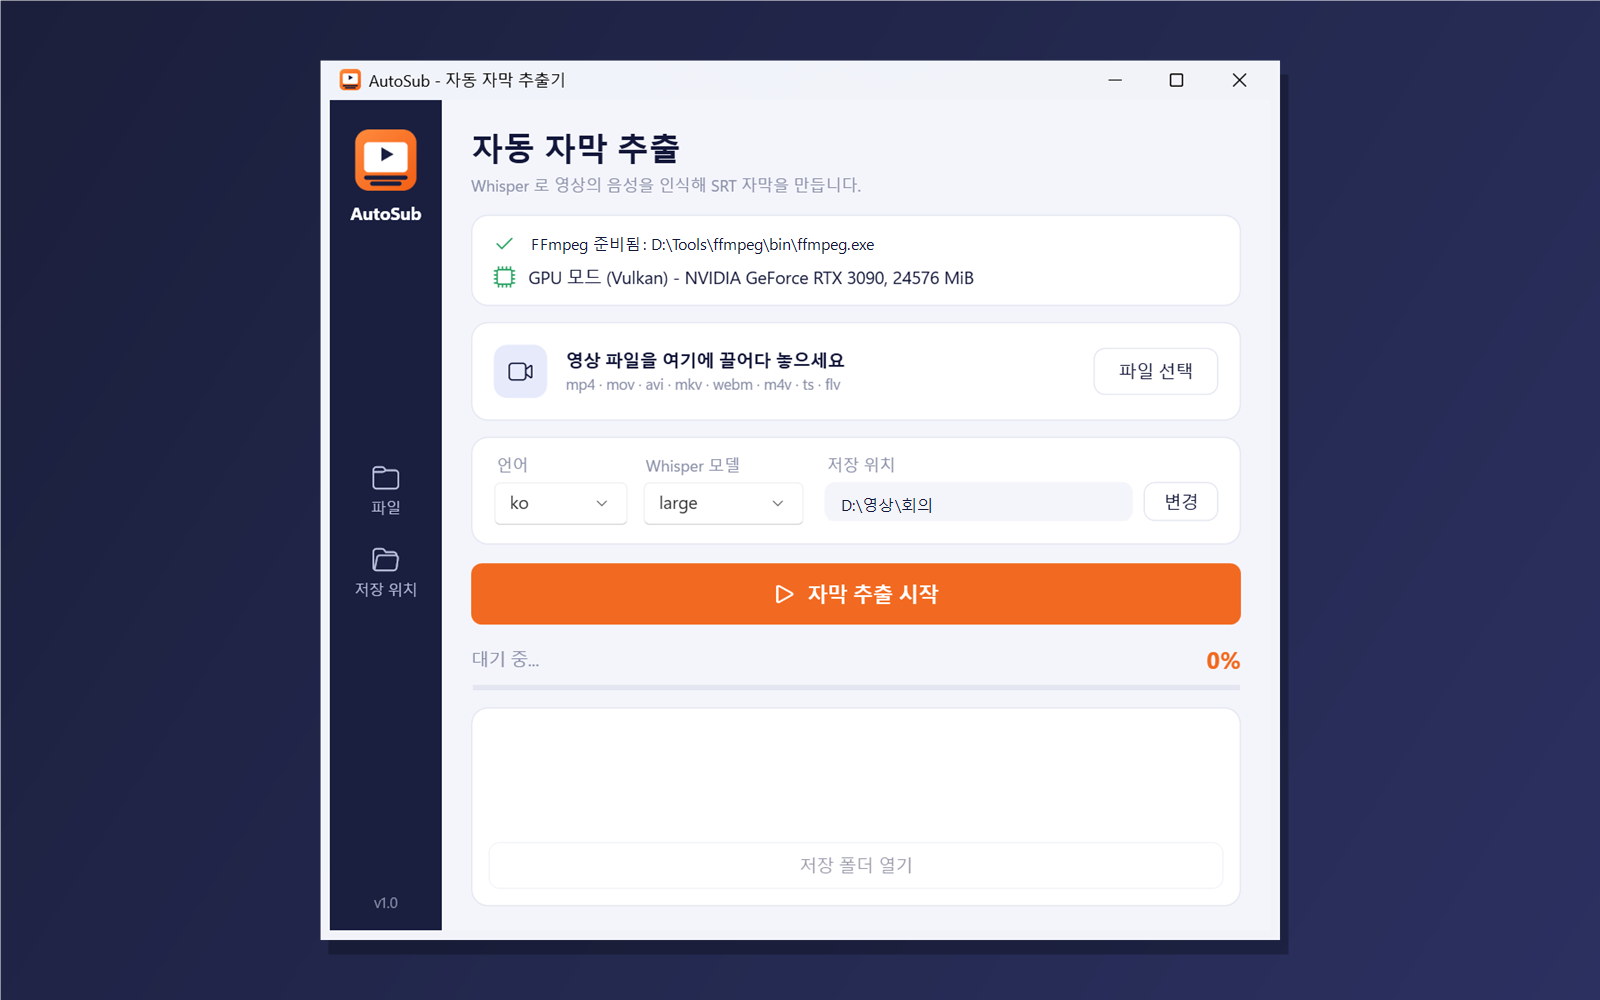 AutoSub - 자동 자막 추출기
AutoSub
파일
저장 위치
v1.0
자동 자막 추출
Whisper 로 영상의 음성을 인식해 SRT 자막을 만듭니다.
FFmpeg 준비됨: D:\Tools\ffmpeg\bin\ffmpeg.exe
GPU 모드 (Vulkan) - NVIDIA GeForce RTX 3090, 24576 MiB
영상 파일을 여기에 끌어다 놓으세요
mp4 · mov · avi · mkv · webm · m4v · ts · flv
파일 선택
언어 Whisper 모델 저장 위치
ko large D:\영상\회의 변경
자막 추출 시작
대기 중... 0%
저장 폴더 열기